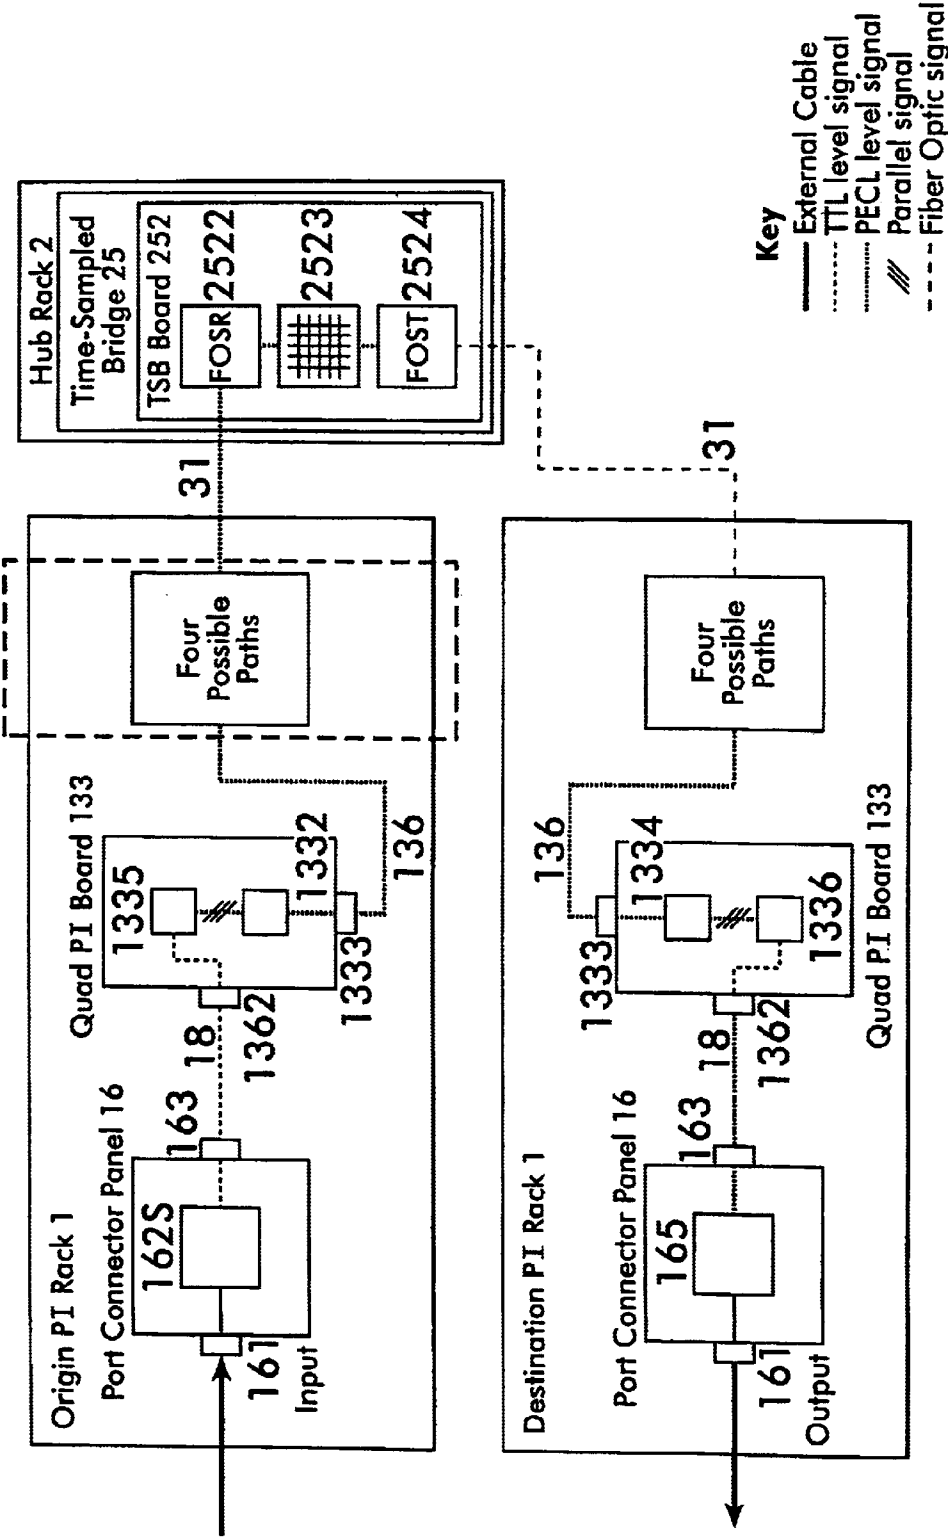 Origin PI Rack 1
Port Connector Panel 16
162S
161
Input
163
18
1362
Quad PI Board 133
1335
1332
1333
136
Four
Possible
Paths
31
Hub Rack 2
Time-Sampled
Bridge 25
TSB Board 252
FOSR
2522
2523
FOST
2524
31
Destination PI Rack 1
Port Connector Panel 16
165
161
Output
163
18
1362
1333
1334
1336
Quad PI Board 133
136
Four
Possible
Paths
Key
External Cable
TTL level signal
PECL level signal
Parallel signal
Fiber Optic signal